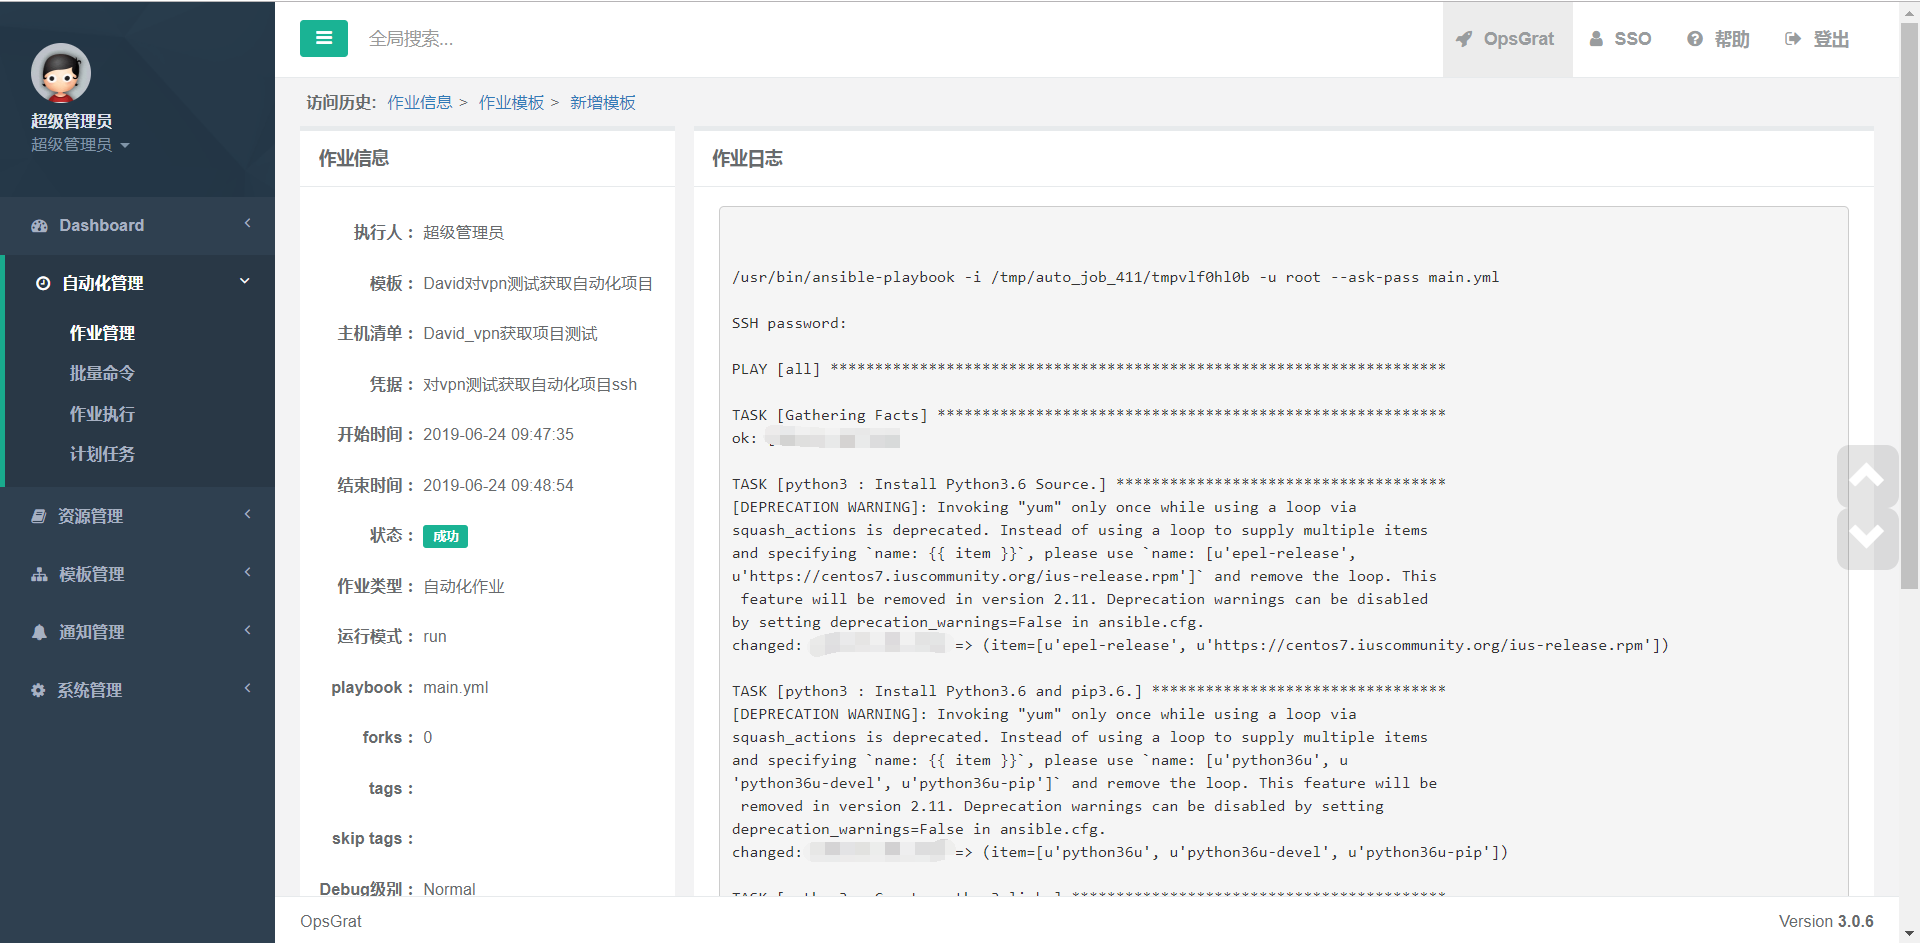 全局搜索...
OpsGrat
SSO
帮助
登出
超级管理员
超级管理员
Dashboard
自动化管理
作业管理
批量命令
作业执行
计划任务
资源管理
模板管理
通知管理
系统管理
访问历史: 作业信息 > 作业模板 > 新增模板
作业信息
执行人： 超级管理员
模板： David对vpn测试获取自动化项目
主机清单： David_vpn获取项目测试
凭据： 对vpn测试获取自动化项目ssh
开始时间： 2019-06-24 09:47:35
结束时间： 2019-06-24 09:48:54
状态： 成功
作业类型： 自动化作业
运行模式： run
playbook： main.yml
forks： 0
tags：
skip tags：
Debug级别： Normal
作业日志
/usr/bin/ansible-playbook -i /tmp/auto_job_411/tmpvlf0hl0b -u root --ask-pass main.yml
SSH password:
PLAY [all] *********************************************************************
TASK [Gathering Facts] *********************************************************
ok: [
TASK [python3 : Install Python3.6 Source.] *************************************
[DEPRECATION WARNING]: Invoking "yum" only once while using a loop via
squash_actions is deprecated. Instead of using a loop to supply multiple items
and specifying `name: {{ item }}`, please use `name: [u'epel-release',
u'https://centos7.iuscommunity.org/ius-release.rpm']` and remove the loop. This
 feature will be removed in version 2.11. Deprecation warnings can be disabled
by setting deprecation_warnings=False in ansible.cfg.
changed: => (item=[u'epel-release', u'https://centos7.iuscommunity.org/ius-release.rpm'])
TASK [python3 : Install Python3.6 and pip3.6.] *********************************
[DEPRECATION WARNING]: Invoking "yum" only once while using a loop via
squash_actions is deprecated. Instead of using a loop to supply multiple items
and specifying `name: {{ item }}`, please use `name: [u'python36u', u
'python36u-devel', u'python36u-pip']` and remove the loop. This feature will be
 removed in version 2.11. Deprecation warnings can be disabled by setting
deprecation_warnings=False in ansible.cfg.
changed: => (item=[u'python36u', u'python36u-devel', u'python36u-pip'])
OpsGrat
Version 3.0.6